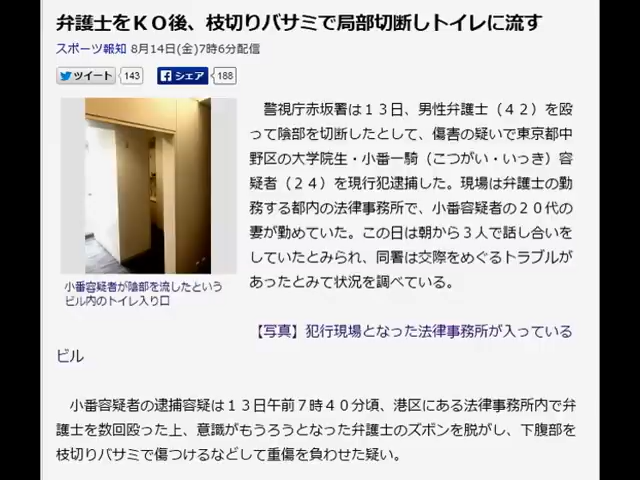 弁護士をＫＯ後、枝切りバサミで局部切断しトイレに流す
スポーツ報知 8月14日(金)7時6分配信
ツイート 143 シェア 188
警視庁赤坂署は１３日、男性弁護士（４２）を殴
って陰部を切断したとして、傷害の疑いで東京都中
野区の大学院生・小番一騎（こつがい・いっき）容
疑者（２４）を現行犯逮捕した。現場は弁護士の勤
務する都内の法律事務所で、小番容疑者の２０代の
妻が勤めていた。この日は朝から３人で話し合いを
していたとみられ、同署は交際をめぐるトラブルが
あったとみて状況を調べている。
小番容疑者が陰部を流したという
ビル内のトイレ入り口
【写真】犯行現場となった法律事務所が入っている
ビル
小番容疑者の逮捕容疑は１３日午前７時４０分頃、港区にある法律事務所内で弁
護士を数回殴った上、意識がもうろうとなった弁護士のズボンを脱がし、下腹部を
枝切りバサミで傷つけるなどして重傷を負わせた疑い。